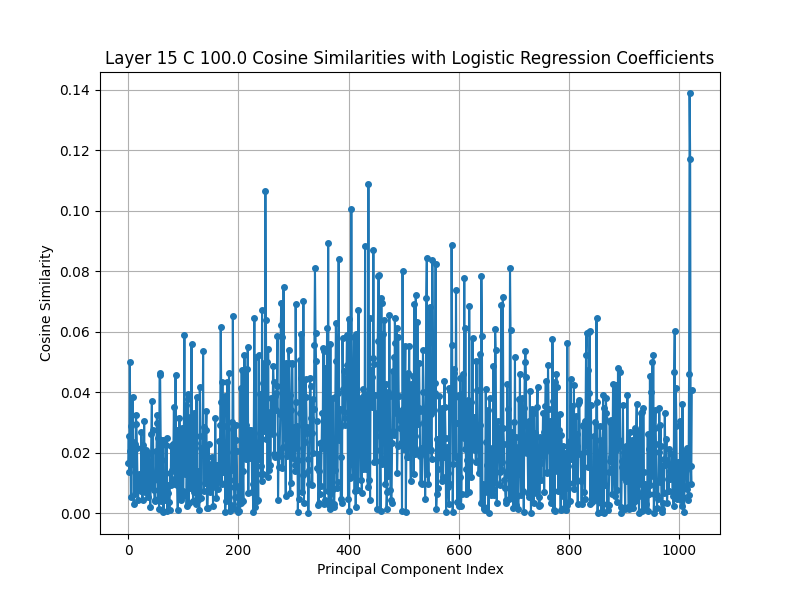 Layer 15 C 100.0 Cosine Similarities with Logistic Regression Coefficients
0.14
0.12
0.10
0.08
0.06
0.04
0.02
0.00
Cosine Similarity
0 200 400 600 800 1000
Principal Component Index